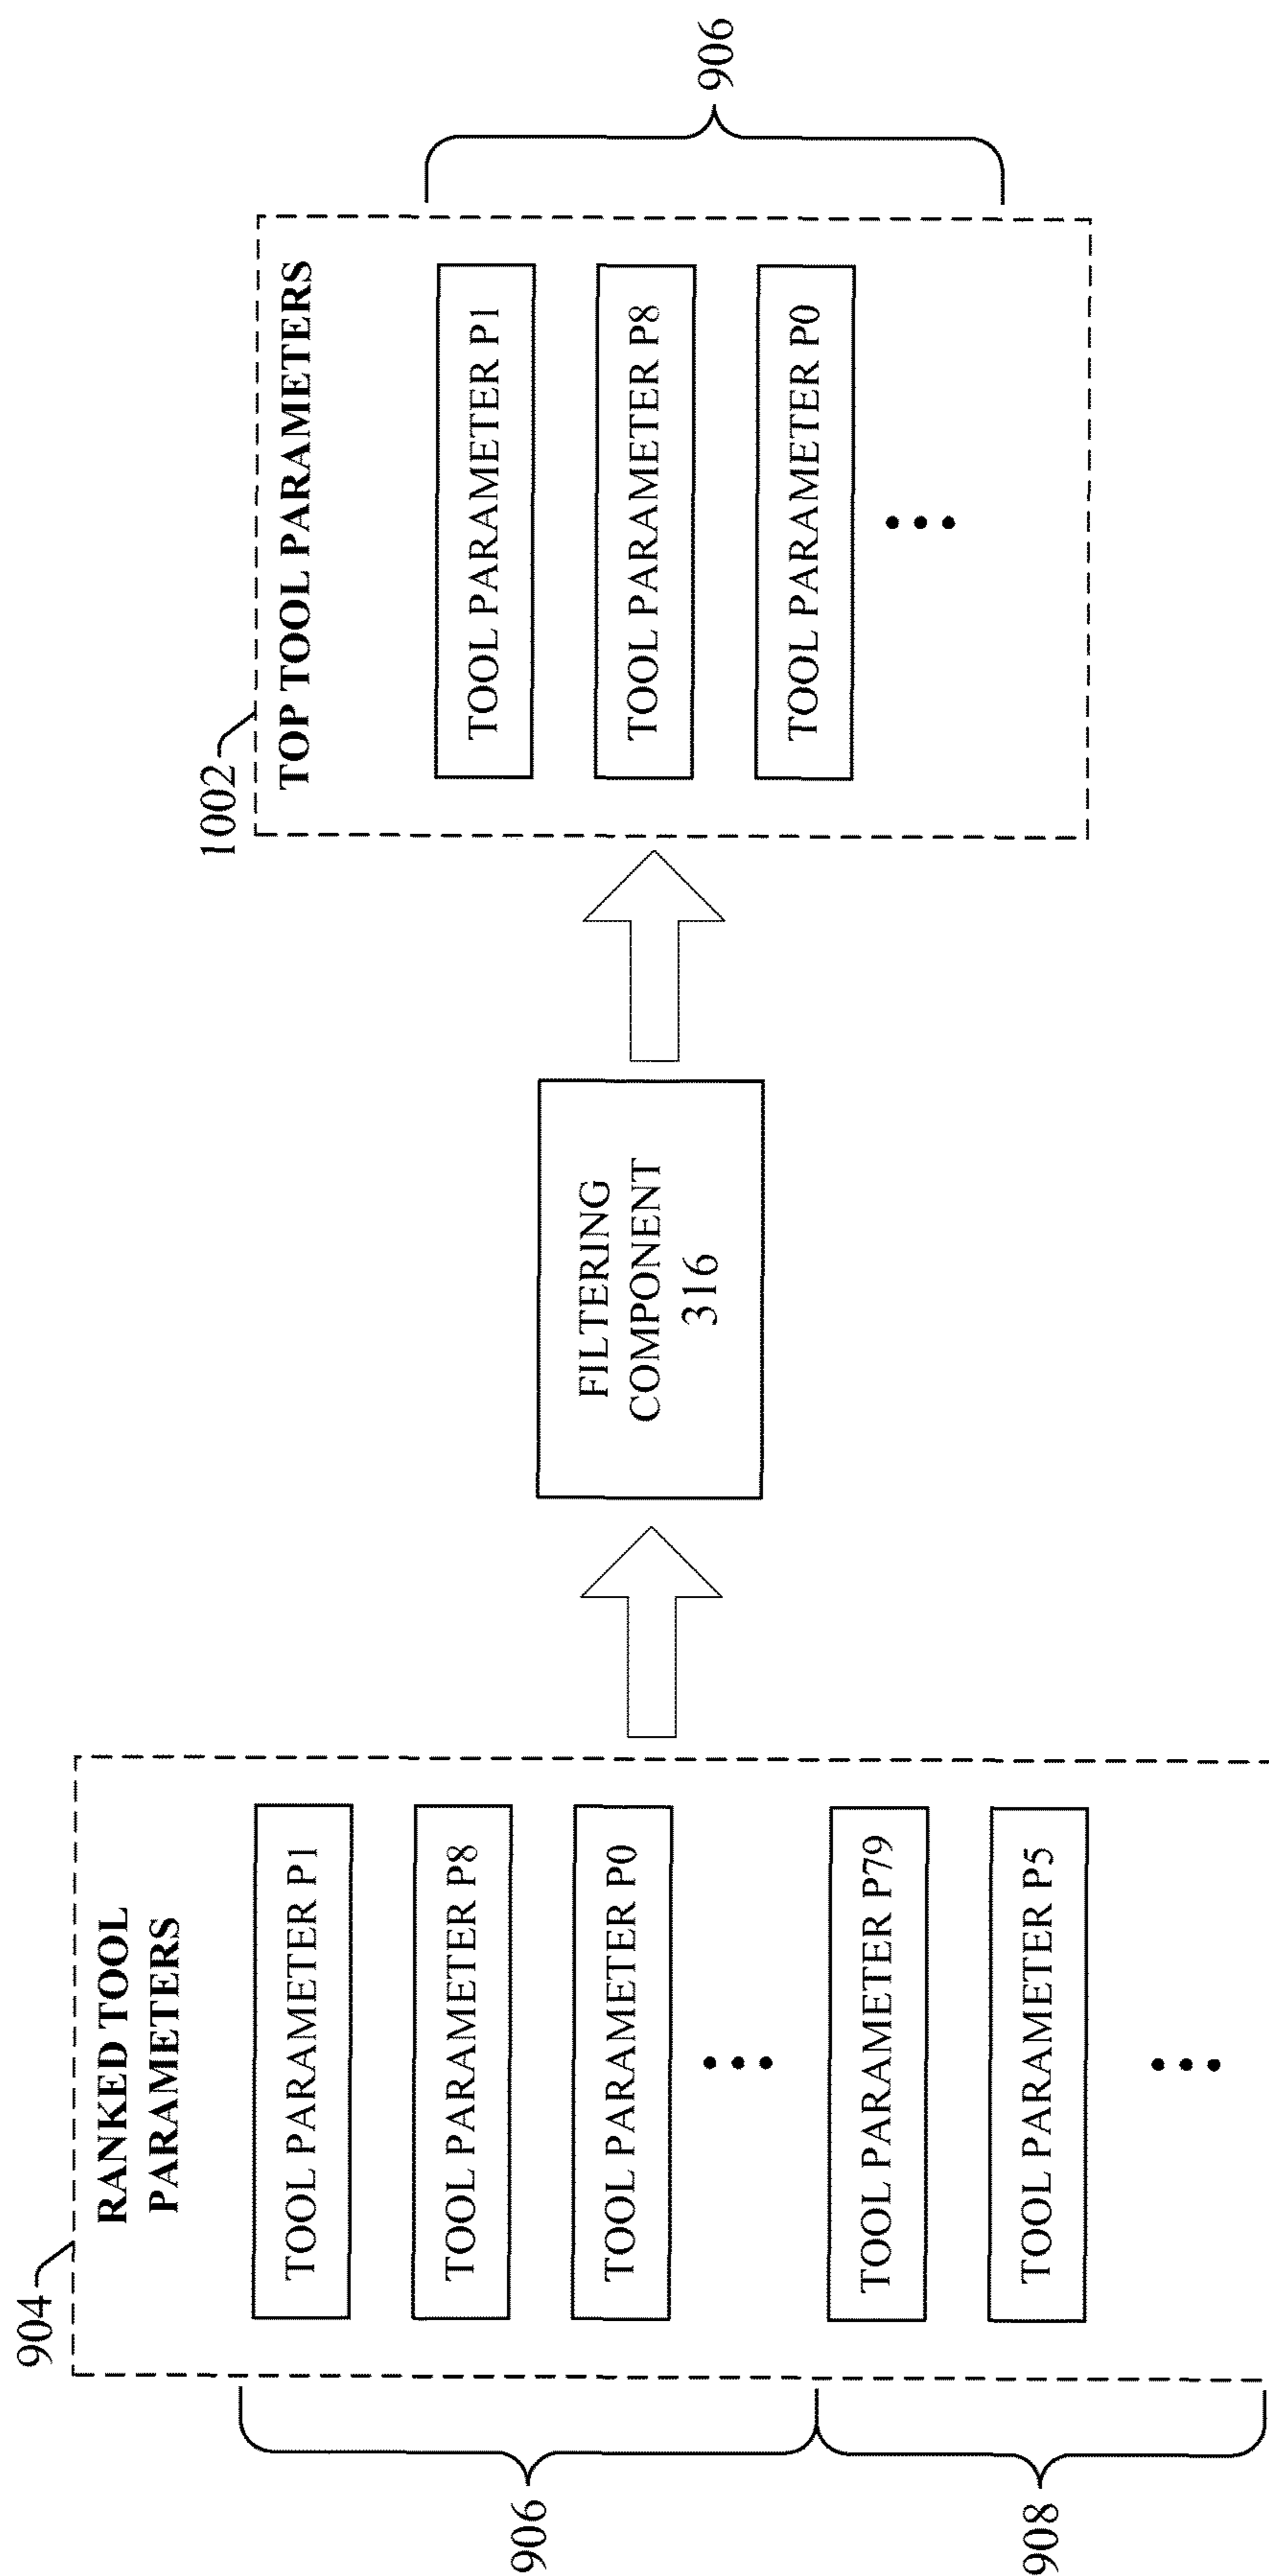 904
RANKED TOOL
PARAMETERS
906
TOOL PARAMETER P1
TOOL PARAMETER P8
TOOL PARAMETER P0
908
TOOL PARAMETER P79
TOOL PARAMETER P5
FILTERING
COMPONENT
316
1002
TOP TOOL PARAMETERS
TOOL PARAMETER P1
TOOL PARAMETER P8
TOOL PARAMETER P0
906